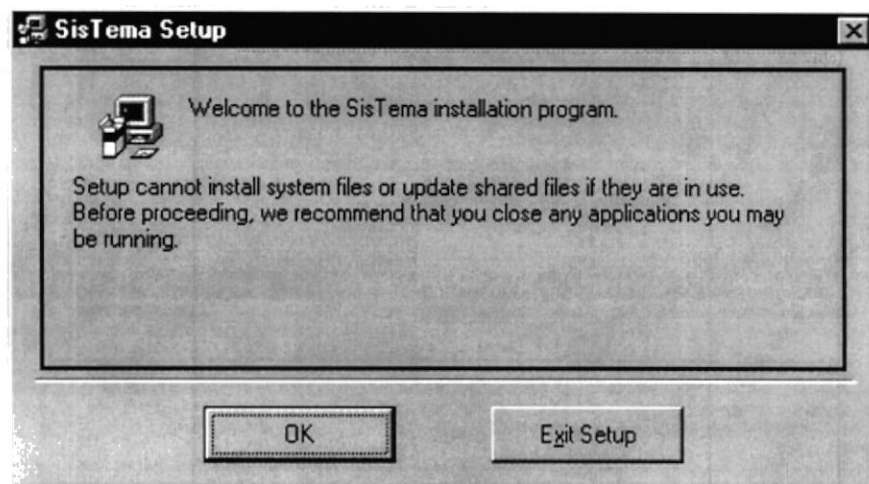 SisTema Setup
Welcome to the SisTema installation program.
Setup cannot install system files or update shared files if they are in use.
Before proceeding, we recommend that you close any applications you may
be running.
OK
Exit Setup